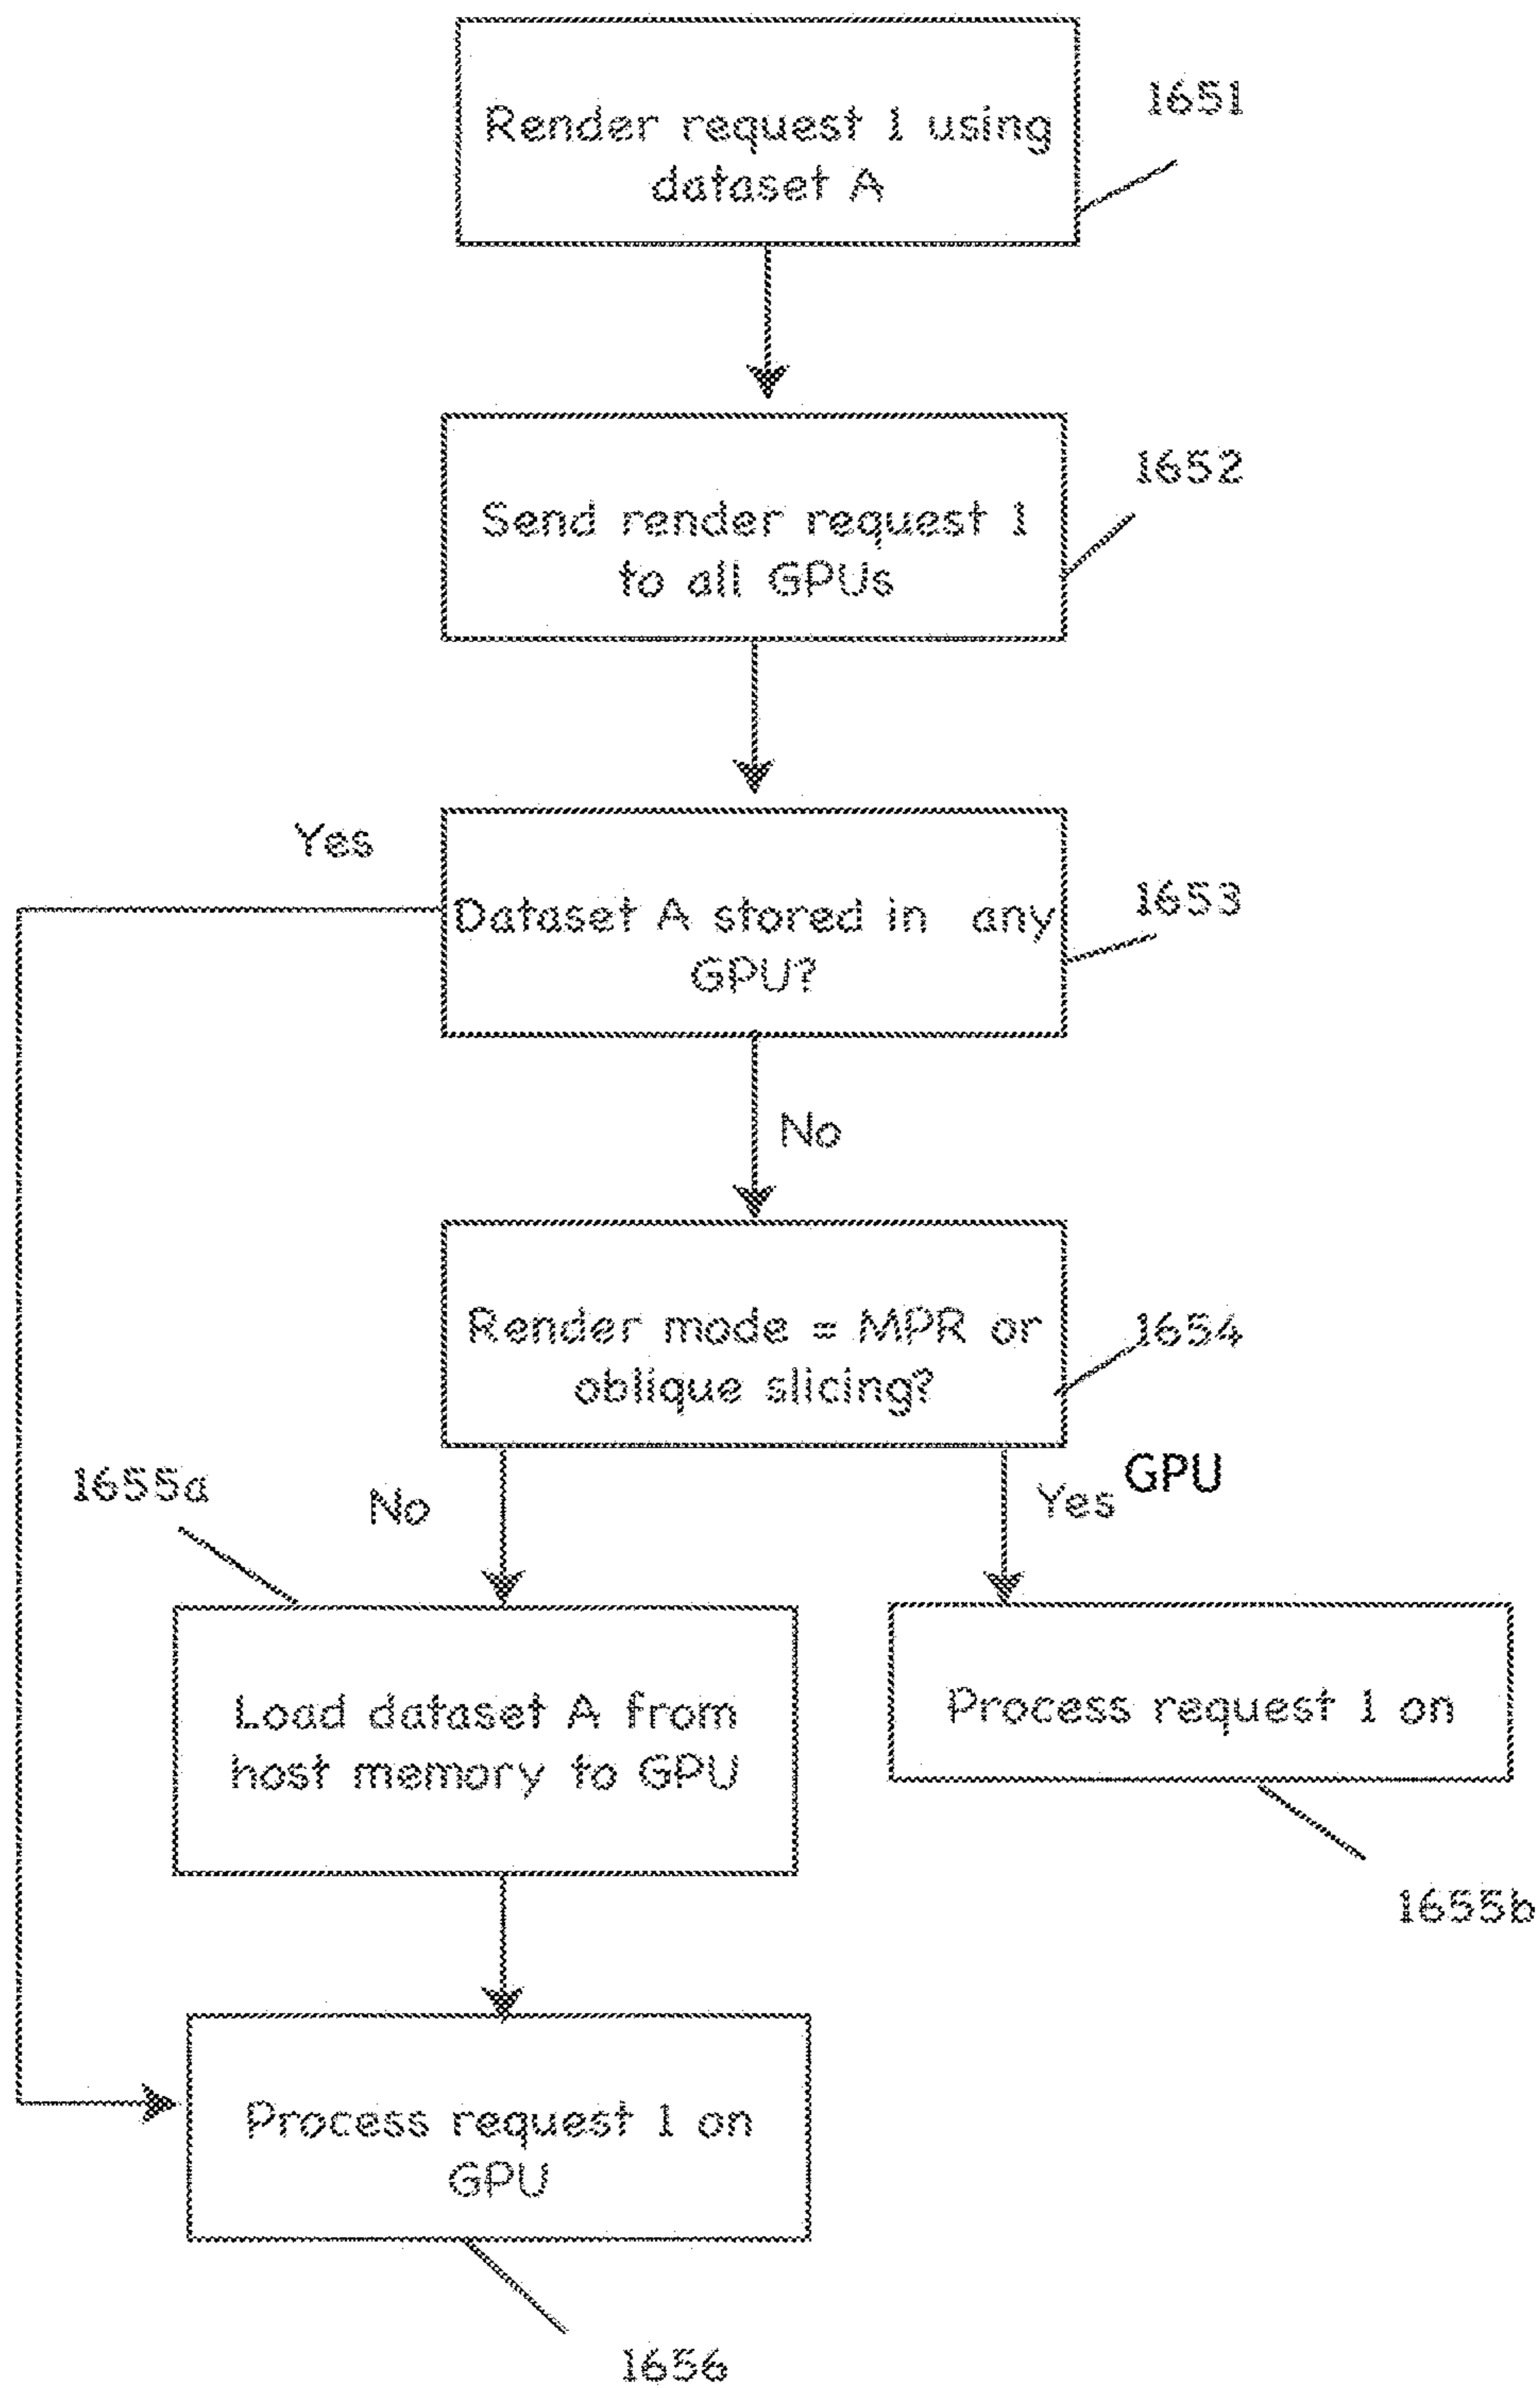 1651
Render request 1 using
dataset A
1652
Send render request 1
to all GPUs
Yes
1653
Dataset A stored in any
GPU?
No
1654
Render mode = MPR or
oblique slicing?
1655a
No
Yes
GPU
Load dataset A from
host memory to GPU
Process request 1 on
1655b
Process request 1 on
GPU
1656